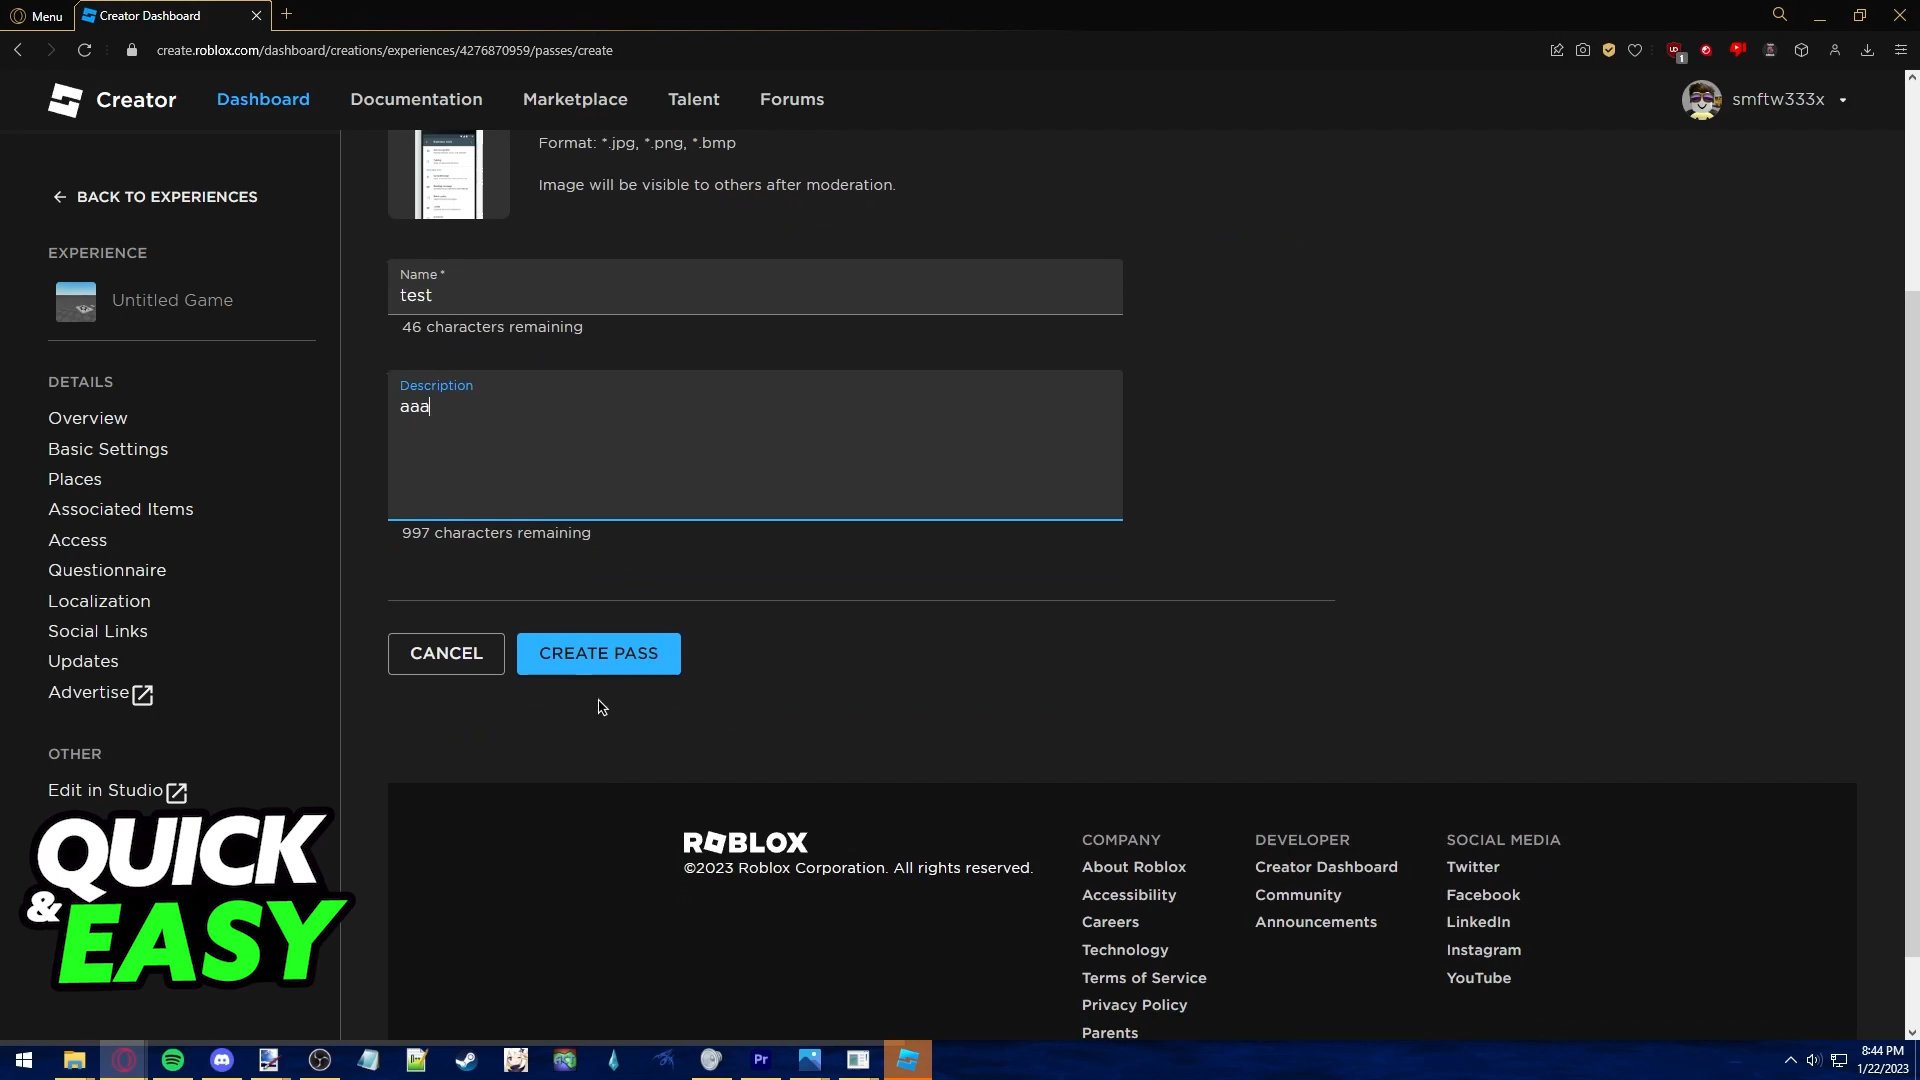 Menu
Creator Dashboard
create.roblox.com/dashboard/creations/experiences/4276870959/passes/create
1
Creator
Dashboard
Documentation
Marketplace
Talent
Forums
smftw333x
BACK TO EXPERIENCES
EXPERIENCE
Untitled Game
DETAILS
Overview
Basic Settings
Places
Associated Items
Access
Questionnaire
Localization
Social Links
Updates
Advertise
OTHER
Edit in Studio
Format: *.jpg, *.png, *.bmp
Image will be visible to others after moderation.
Name *
test
46 characters remaining
Description
aaa
997 characters remaining
CANCEL
CREATE PASS
QUICK
&
EASY
ROBLOX
©2023 Roblox Corporation. All rights reserved.
COMPANY
About Roblox
Accessibility
Careers
Technology
Terms of Service
Privacy Policy
Parents
DEVELOPER
Creator Dashboard
Community
Announcements
SOCIAL MEDIA
Twitter
Facebook
LinkedIn
Instagram
YouTube
Pr
8:44 PM
1/22/2023